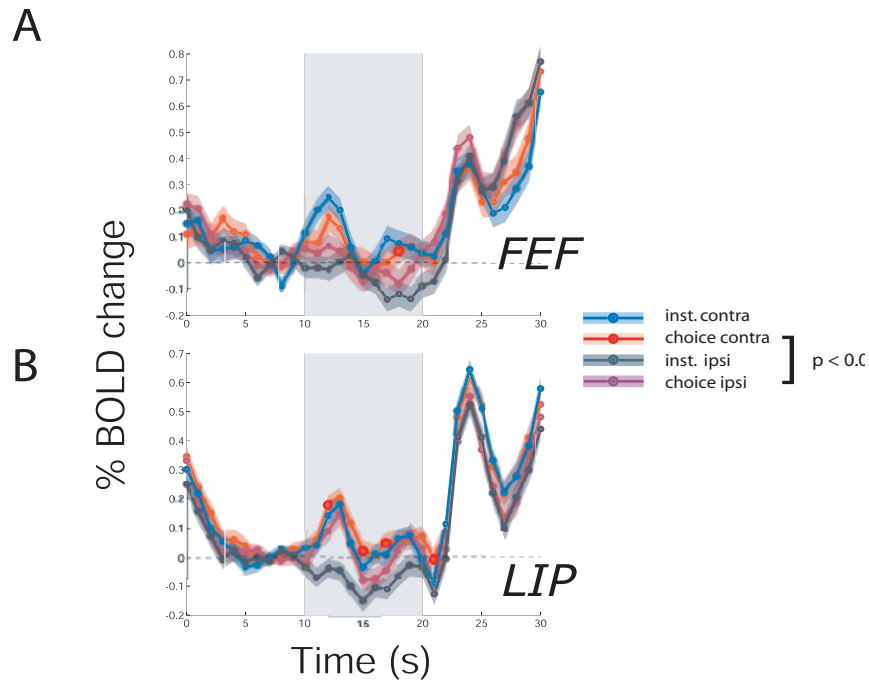 A
0.8
0.7
0.6
0.5
0.4
0.3
0.2
0.1
0
-0.1
-0.2
0 5 10 15 20 25 30
FEF
% BOLD change
inst. contra
choice contra
inst. ipsi
choice ipsi
p < 0.0
B
0.7
0.6
0.5
0.4
0.3
0.2
0.1
0
-0.1
-0.2
0 5 10 15 20 25 30
LIP
Time (s)